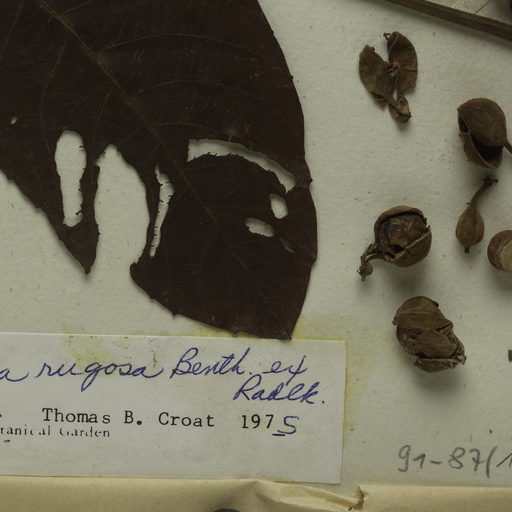 a rugosa Benth. ex
Radlk.
Thomas B. Croat 1975
tanical Garden
91-87/1